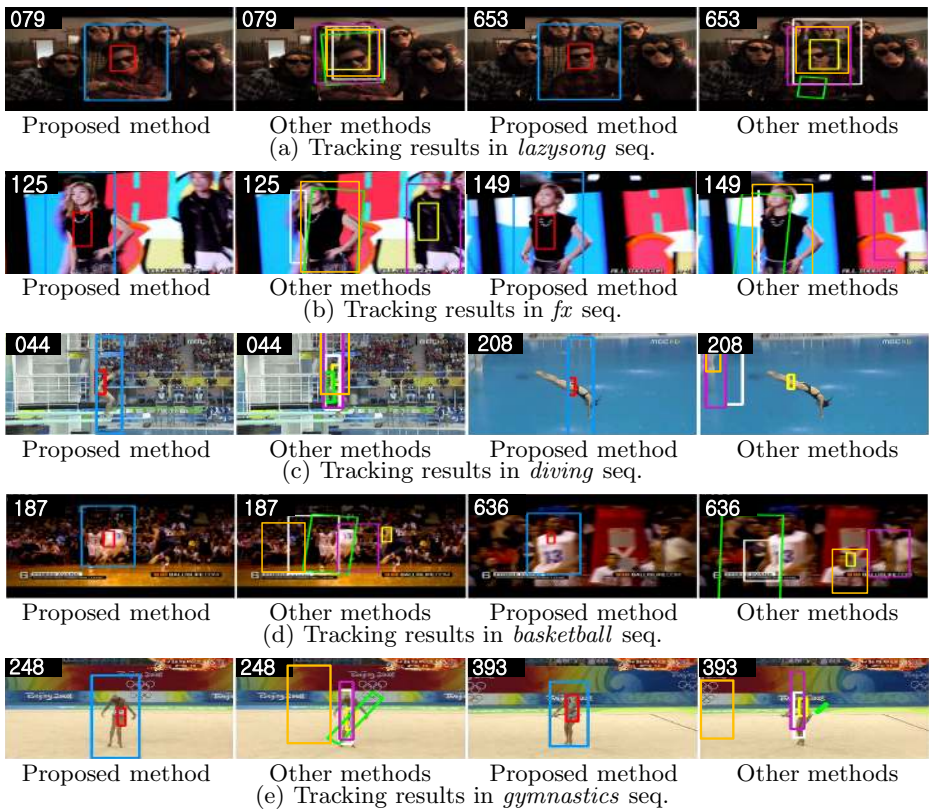 079 079 653 653
Proposed method Other methods Proposed method Other methods
(a) Tracking results in lazysong seq.
125 125 149 149
H H H H
Proposed method Other methods Proposed method Other methods
(b) Tracking results in fx seq.
044 044 208 208
Proposed method Other methods Proposed method Other methods
(c) Tracking results in diving seq.
187 187 636 636
13 13
Proposed method Other methods Proposed method Other methods
(d) Tracking results in basketball seq.
248 248 393 393
Beijing 2008
Proposed method Other methods Proposed method Other methods
(e) Tracking results in gymnastics seq.